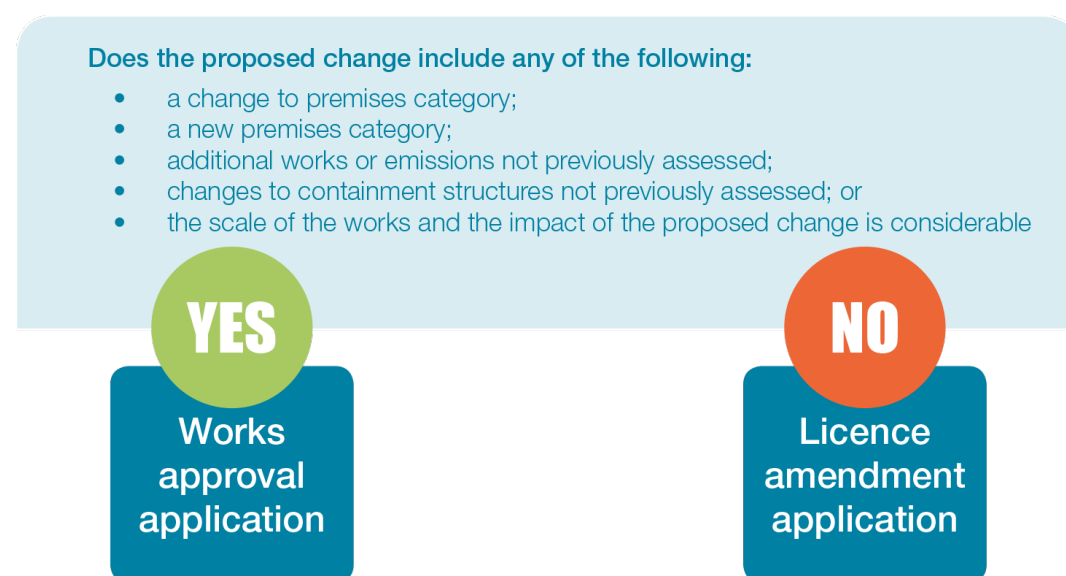 Does the proposed change include any of the following:
• a change to premises category;
• a new premises category;
• additional works or emissions not previously assessed;
• changes to containment structures not previously assessed; or
• the scale of the works and the impact of the proposed change is considerable
YES
NO
Works
approval
application
Licence
amendment
application